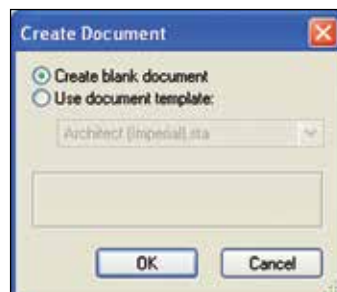 Create Document
Create blank document
Use document template:
Architect (Imperial).sta
OK
Cancel